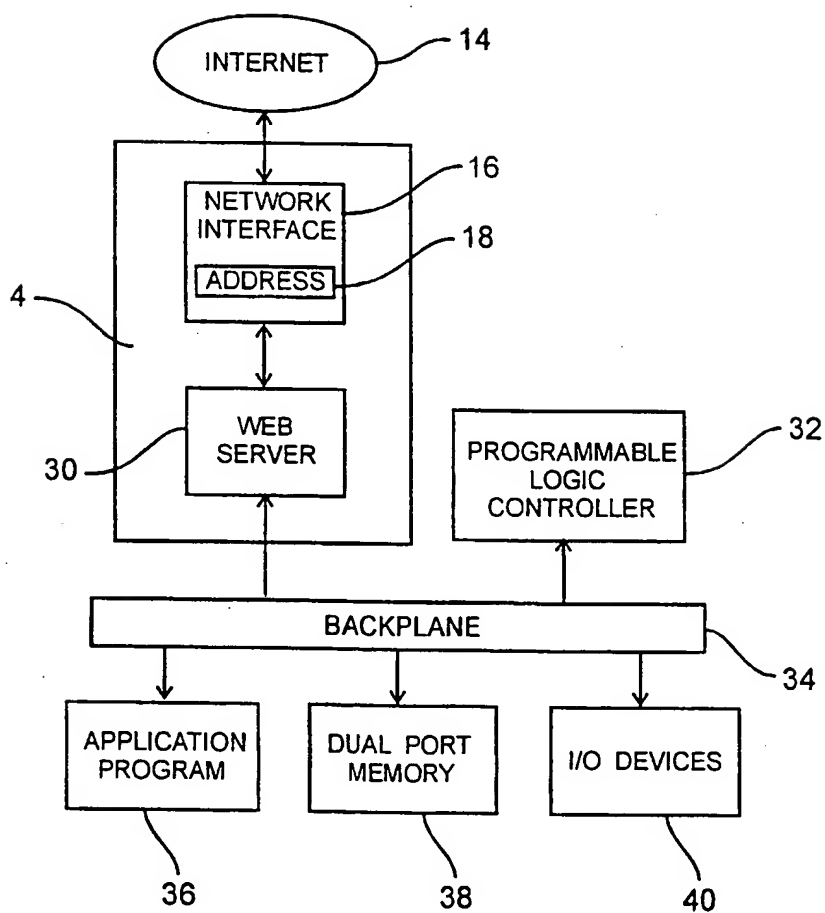 INTERNET
14
NETWORK
INTERFACE
16
ADDRESS
18
4
WEB
SERVER
30
PROGRAMMABLE
LOGIC
CONTROLLER
32
BACKPLANE
34
APPLICATION
PROGRAM
DUAL PORT
MEMORY
I/O DEVICES
36
38
40